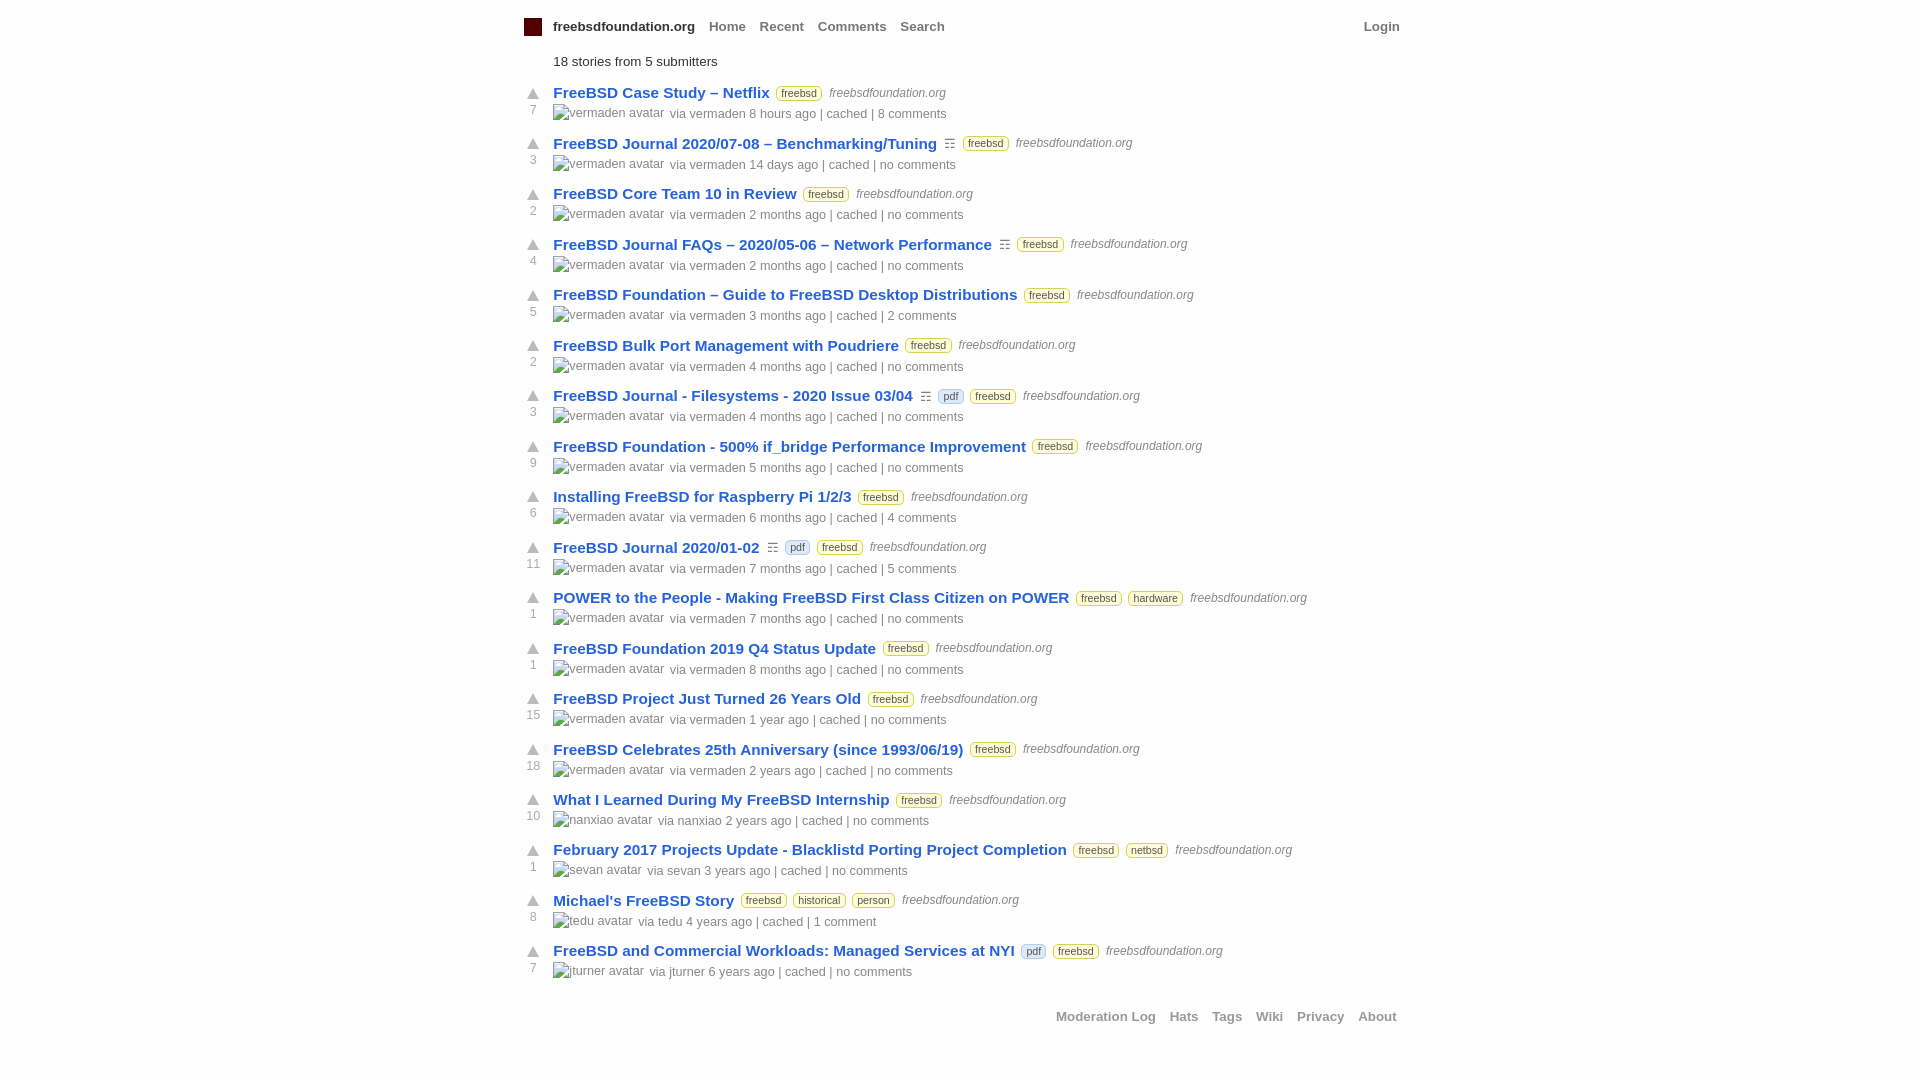 freebsdfoundation.org Home Recent Comments Search Login
18 stories from 5 submitters
FreeBSD Case Study – Netflix freebsd freebsdfoundation.org
7 vermaden avatar via vermaden 8 hours ago | cached | 8 comments
FreeBSD Journal 2020/07-08 – Benchmarking/Tuning ☶ freebsd freebsdfoundation.org
3 vermaden avatar via vermaden 14 days ago | cached | no comments
FreeBSD Core Team 10 in Review freebsd freebsdfoundation.org
2 vermaden avatar via vermaden 2 months ago | cached | no comments
FreeBSD Journal FAQs – 2020/05-06 – Network Performance ☶ freebsd freebsdfoundation.org
4 vermaden avatar via vermaden 2 months ago | cached | no comments
FreeBSD Foundation – Guide to FreeBSD Desktop Distributions freebsd freebsdfoundation.org
5 vermaden avatar via vermaden 3 months ago | cached | 2 comments
FreeBSD Bulk Port Management with Poudriere freebsd freebsdfoundation.org
2 vermaden avatar via vermaden 4 months ago | cached | no comments
FreeBSD Journal - Filesystems - 2020 Issue 03/04 ☶ pdf freebsd freebsdfoundation.org
3 vermaden avatar via vermaden 4 months ago | cached | no comments
FreeBSD Foundation - 500% if_bridge Performance Improvement freebsd freebsdfoundation.org
9 vermaden avatar via vermaden 5 months ago | cached | no comments
Installing FreeBSD for Raspberry Pi 1/2/3 freebsd freebsdfoundation.org
6 vermaden avatar via vermaden 6 months ago | cached | 4 comments
FreeBSD Journal 2020/01-02 ☶ pdf freebsd freebsdfoundation.org
11 vermaden avatar via vermaden 7 months ago | cached | 5 comments
POWER to the People - Making FreeBSD First Class Citizen on POWER freebsd hardware freebsdfoundation.org
1 vermaden avatar via vermaden 7 months ago | cached | no comments
FreeBSD Foundation 2019 Q4 Status Update freebsd freebsdfoundation.org
1 vermaden avatar via vermaden 8 months ago | cached | no comments
FreeBSD Project Just Turned 26 Years Old freebsd freebsdfoundation.org
15 vermaden avatar via vermaden 1 year ago | cached | no comments
FreeBSD Celebrates 25th Anniversary (since 1993/06/19) freebsd freebsdfoundation.org
18 vermaden avatar via vermaden 2 years ago | cached | no comments
What I Learned During My FreeBSD Internship freebsd freebsdfoundation.org
10 nanxiao avatar via nanxiao 2 years ago | cached | no comments
February 2017 Projects Update - Blacklistd Porting Project Completion freebsd netbsd freebsdfoundation.org
1 sevan avatar via sevan 3 years ago | cached | no comments
Michael's FreeBSD Story freebsd historical person freebsdfoundation.org
8 tedu avatar via tedu 4 years ago | cached | 1 comment
FreeBSD and Commercial Workloads: Managed Services at NYI pdf freebsd freebsdfoundation.org
7 jturner avatar via jturner 6 years ago | cached | no comments
Moderation Log Hats Tags Wiki Privacy About